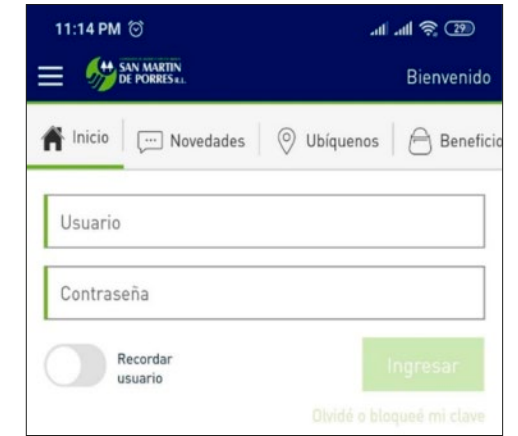 11:14 PM 29
SAN MARTIN
DE PORRES R.L.
Bienvenido
Inicio Novedades Ubíquenos Beneficio
Usuario
Contraseña
Recordar
usuario
Ingresar
Olvidé o bloqueé mi clave